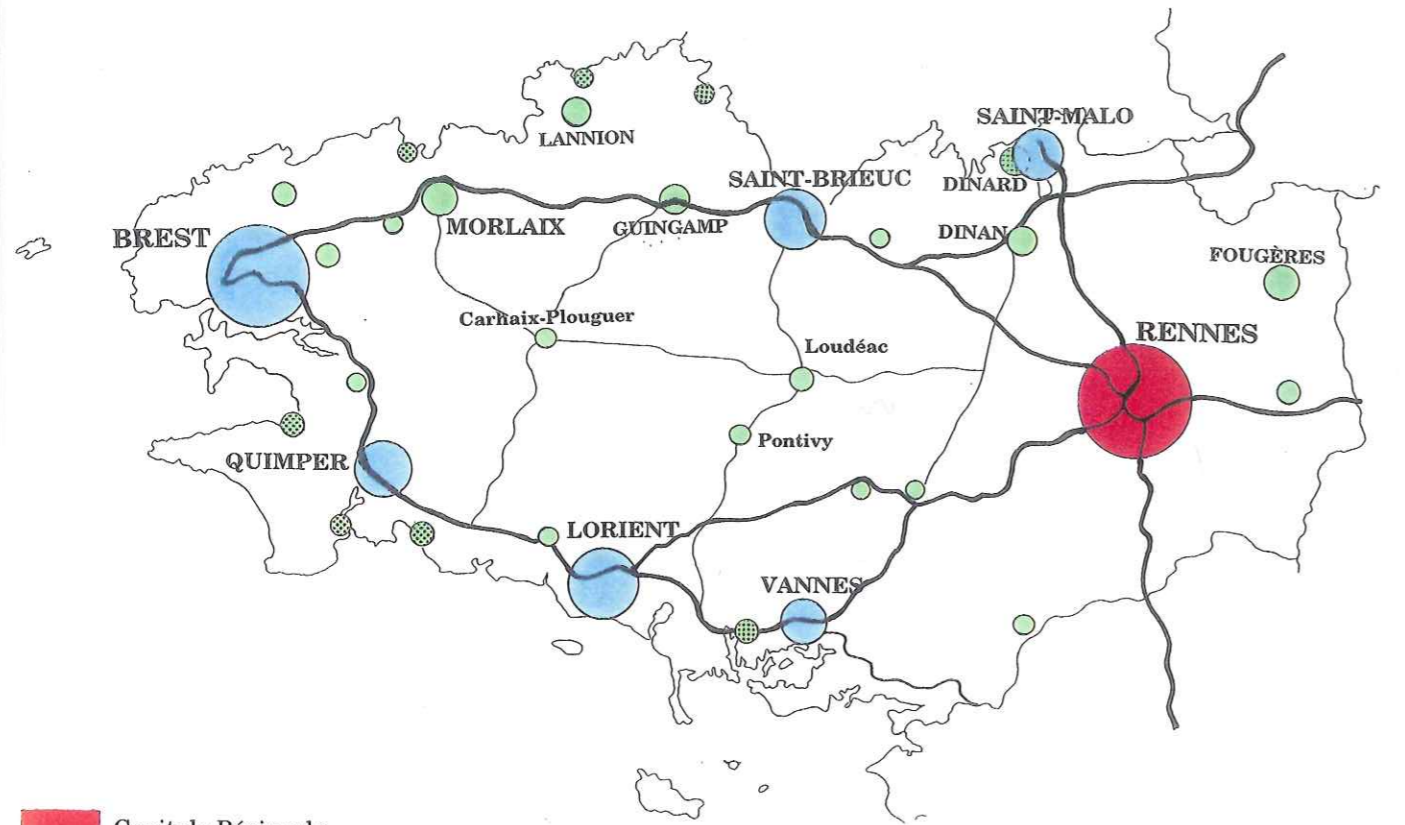 SAINT-MALO
LANNION
SAINT-BRIEUC
DINARD
BREST
MORLAIX
GUINGAMP
DINAN
FOUGÈRES
Carhaix-Plouguer
RENNES
Loudéac
Pontivy
QUIMPER
LORIENT
VANNES
Capitale Régionale